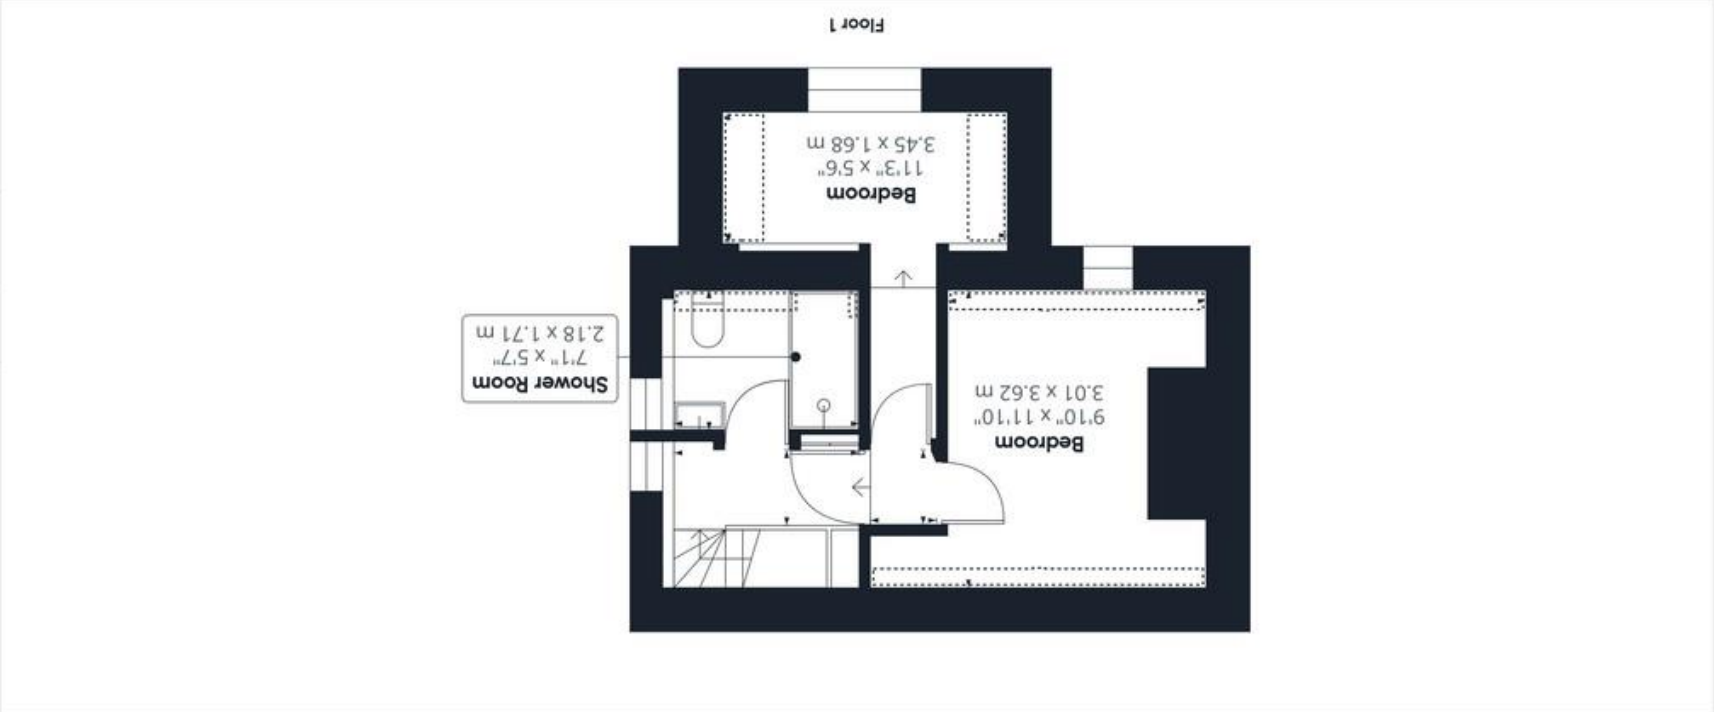 Bedroom
9'10" x 11'10"
3.01 x 3.62 m
Shower Room
7'1" x 5'7"
2.18 x 1.71 m
Bedroom
11'3" x 5'6"
3.45 x 1.68 m
Floor 1